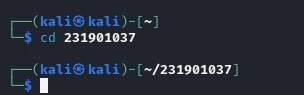 ┌──(kali㉿kali)-[~]
└─$ cd 231901037
┌──(kali㉿kali)-[~/231901037]
└─$